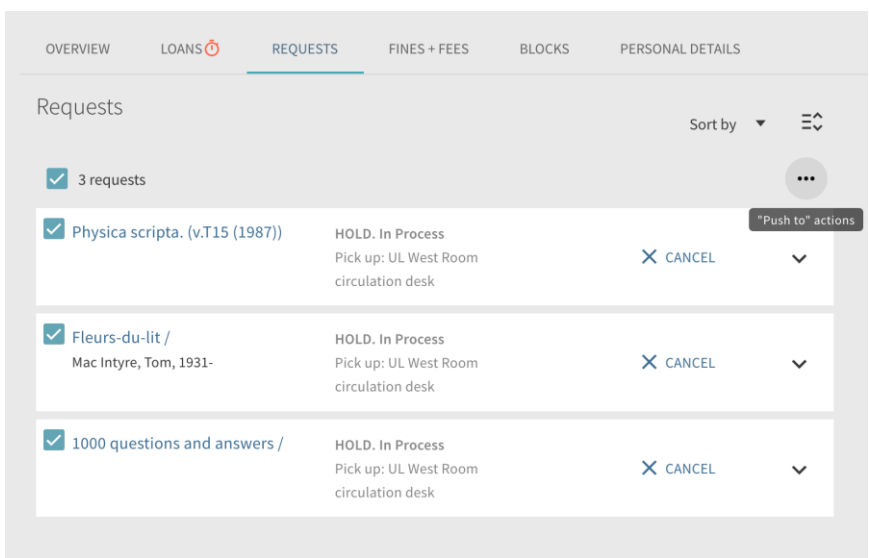 OVERVIEW LOANS REQUESTS FINES + FEES BLOCKS PERSONAL DETAILS
Requests
Sort by
3 requests
"Push to" actions
Physica scripta. (v.T15 (1987))
HOLD. In Process
Pick up: UL West Room
circulation desk
CANCEL
Fleurs-du-lit /
Mac Intyre, Tom, 1931-
HOLD. In Process
Pick up: UL West Room
circulation desk
CANCEL
1000 questions and answers /
HOLD. In Process
Pick up: UL West Room
circulation desk
CANCEL